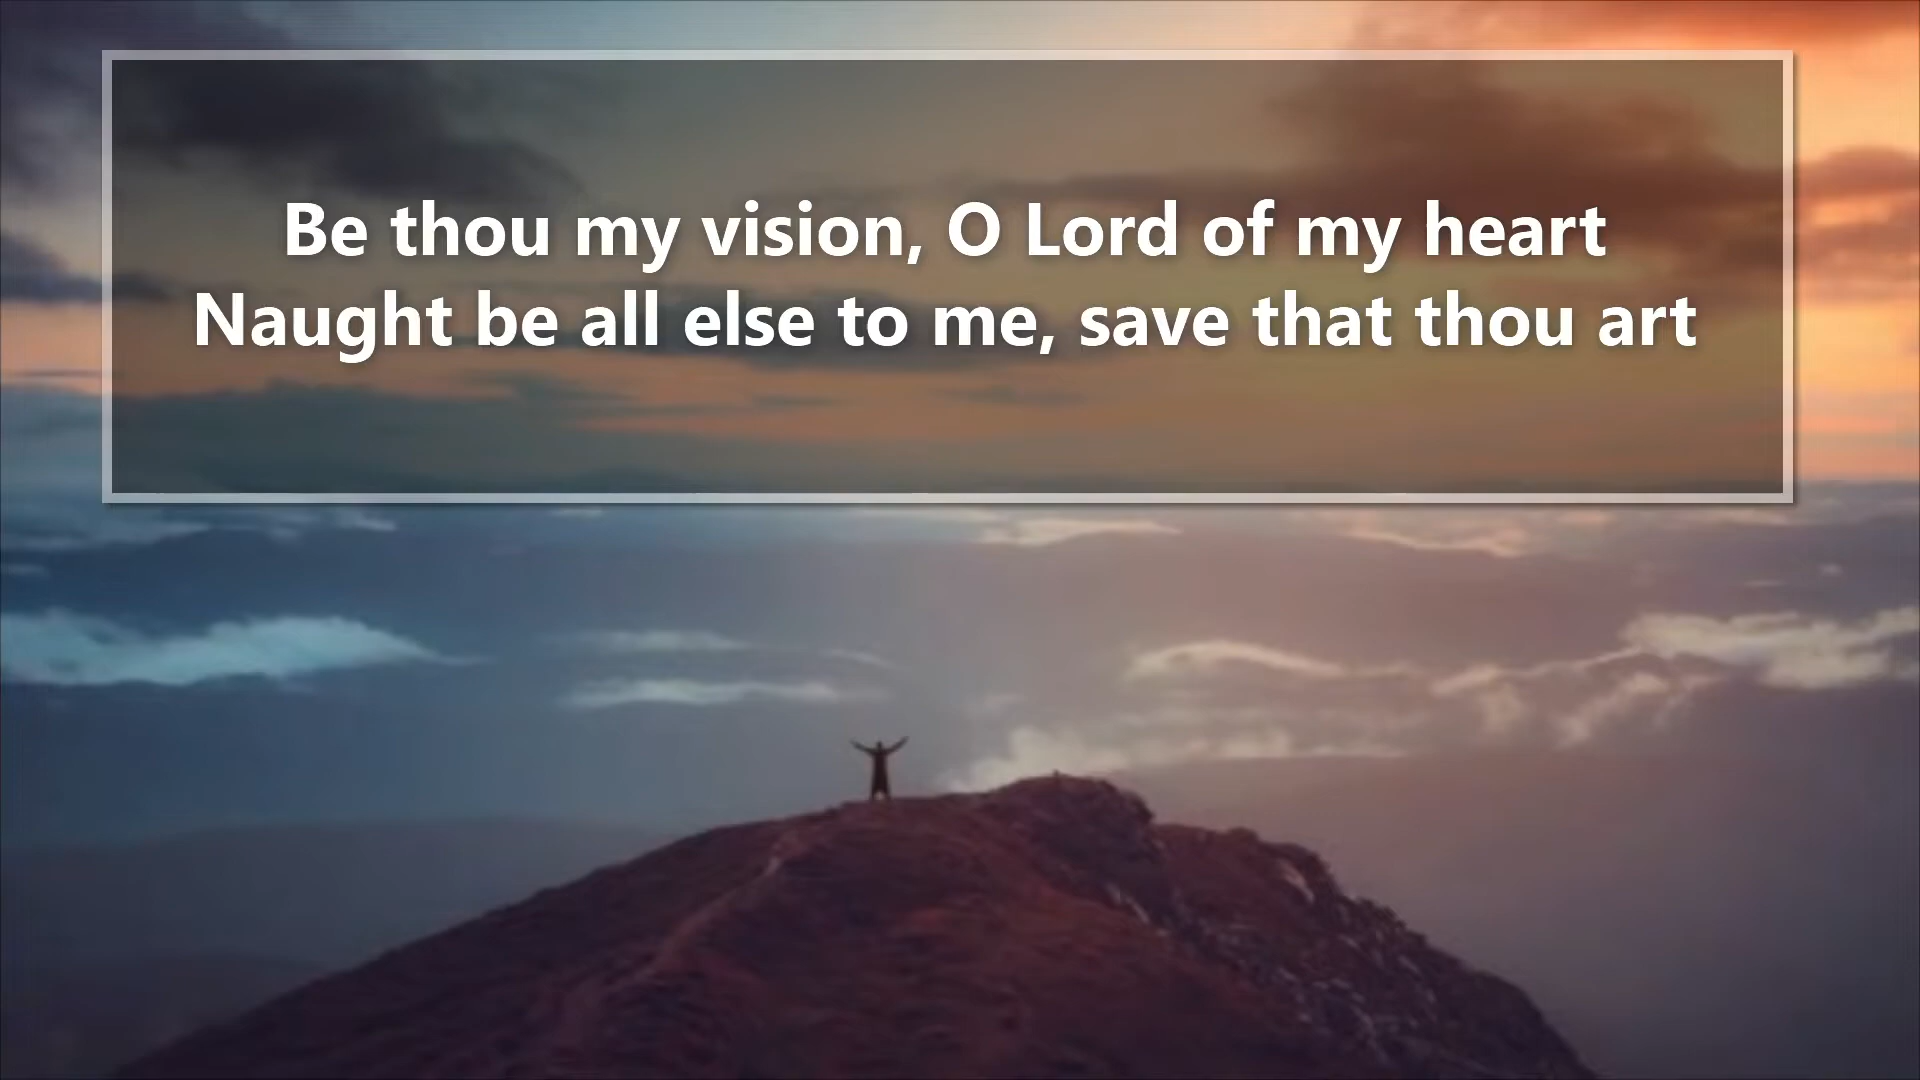 Be thou my vision, O Lord of my heart
Naught be all else to me, save that thou art